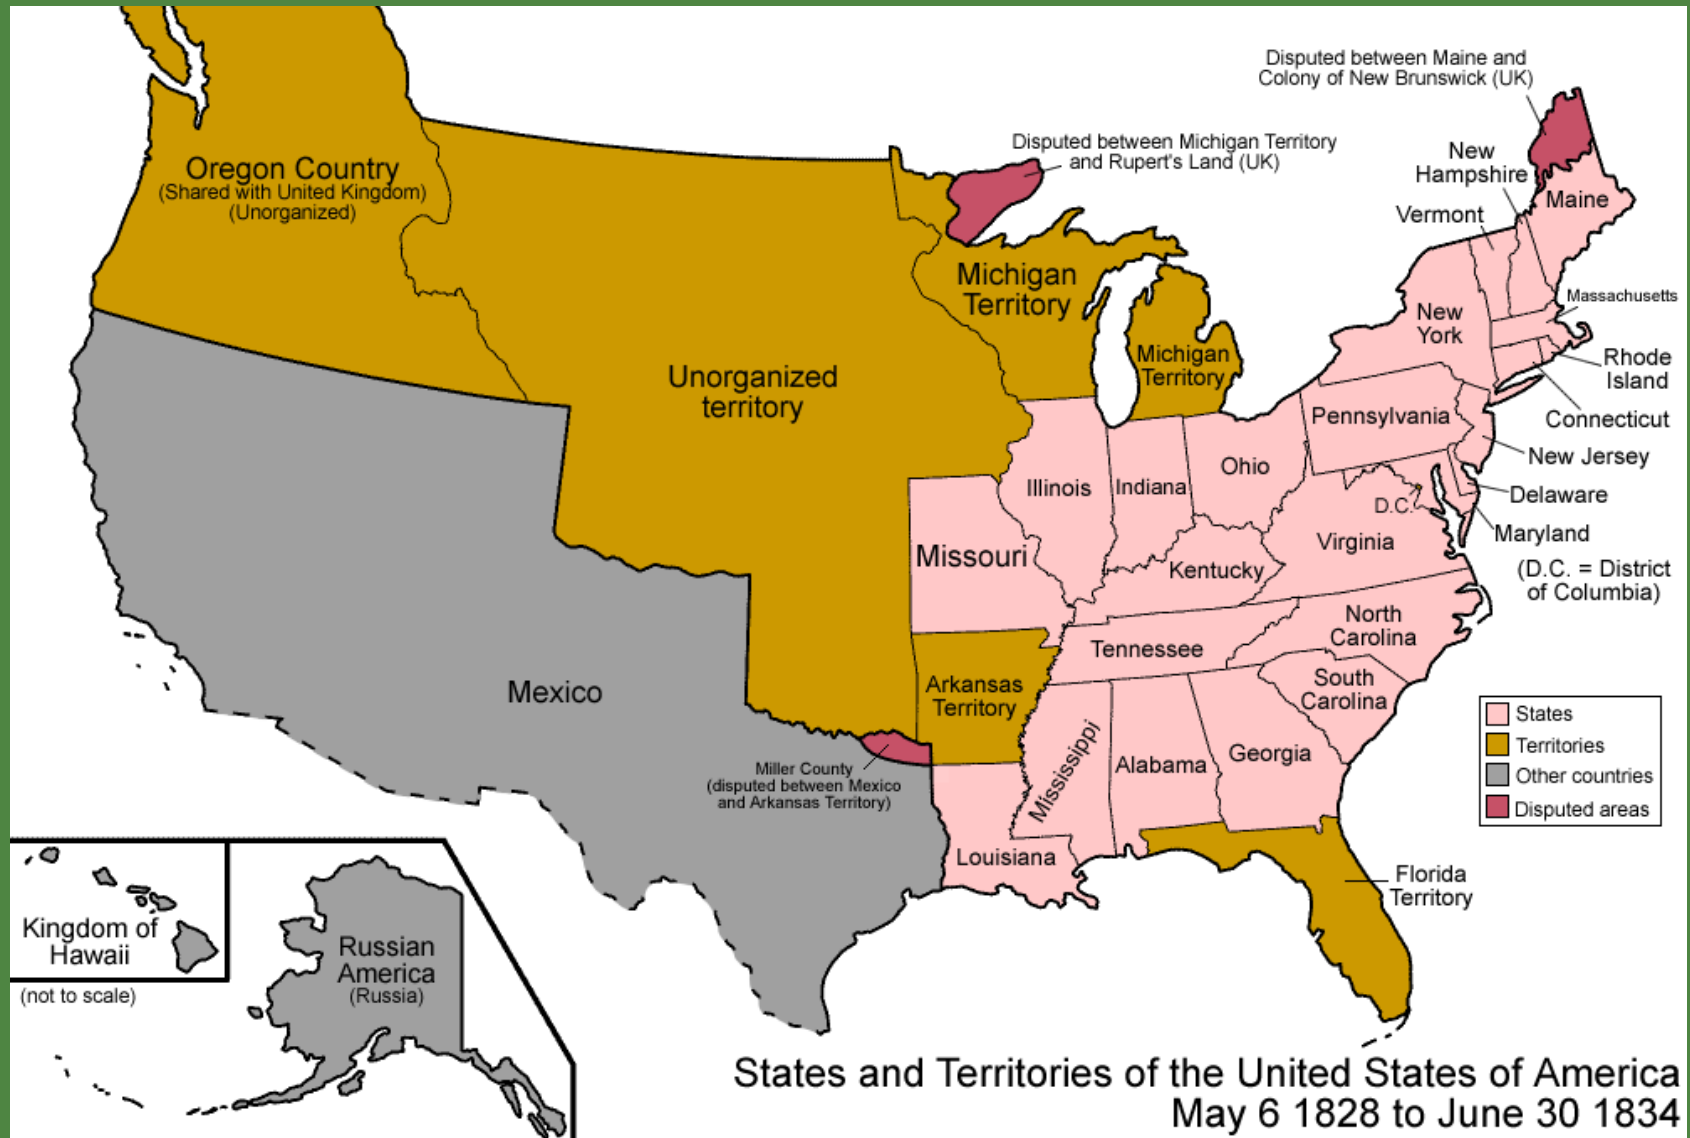 Disputed between Maine and
Colony of New Brunswick (UK)
Disputed between Michigan Territory
and Rupert's Land (UK)
New
Hampshire
Vermont
Maine
Oregon Country
(Shared with United Kingdom)
(Unorganized)
Michigan
Territory
Massachusetts
New
York
Michigan
Territory
Rhode
Island
Unorganized
territory
Pennsylvania
Connecticut
New Jersey
Ohio
Illinois
Indiana
Delaware
D.C.
Maryland
Virginia
Missouri
Kentucky
(D.C. = District
of Columbia)
North
Carolina
Tennessee
South
Carolina
Mexico
Arkansas
Territory
States
Territories
Other countries
Disputed areas
Mississippi
Alabama
Georgia
Miller County
(disputed between Mexico
and Arkansas Territory)
Louisiana
Florida
Territory
Kingdom of
Hawaii
(not to scale)
Russian
America
(Russia)
States and Territories of the United States of America
May 6 1828 to June 30 1834